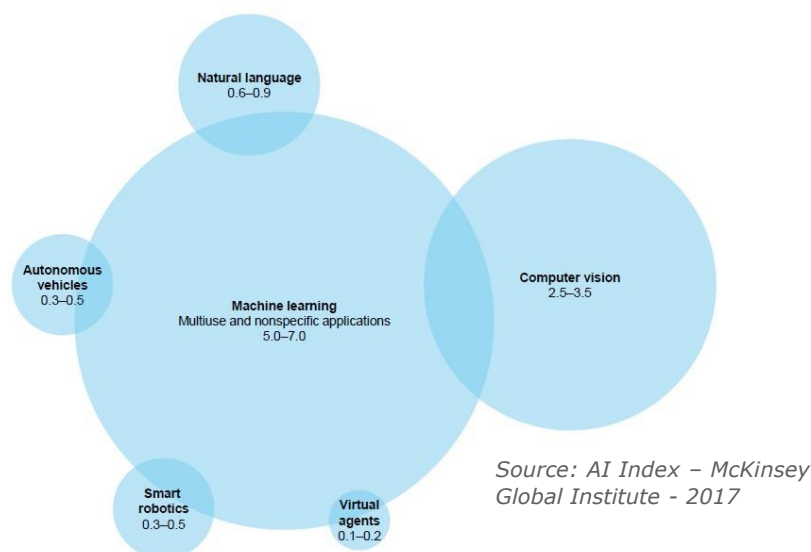 Natural language
0.6–0.9
Autonomous
vehicles
0.3–0.5
Machine learning
Multiuse and nonspecific applications
5.0–7.0
Computer vision
2.5–3.5
Smart
robotics
0.3–0.5
Virtual
agents
0.1–0.2
Source: AI Index – McKinsey
Global Institute - 2017